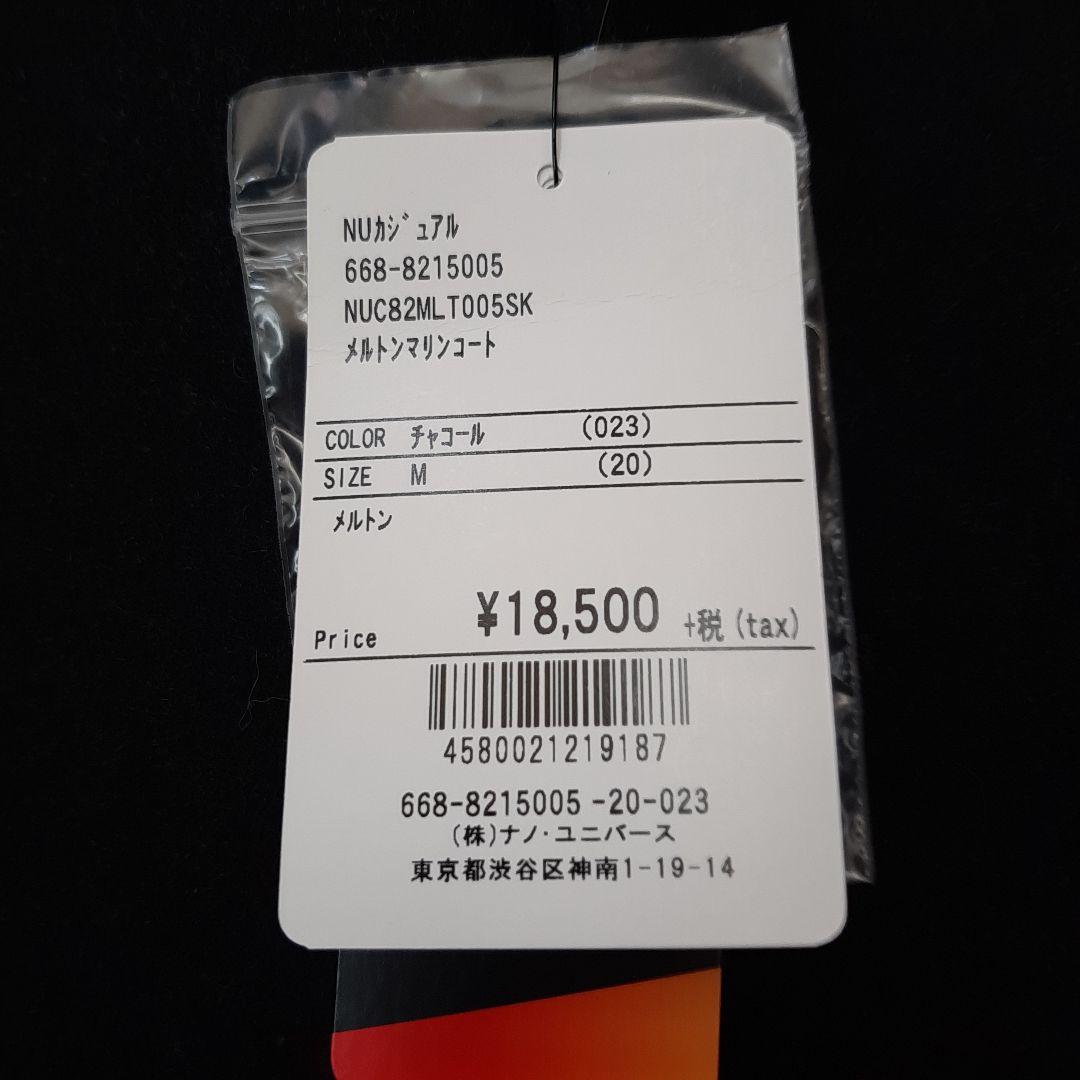 NUｶｼﾞｭｱﾙ
668-8215005
NUC82MLT005SK
ﾒﾙﾄﾝﾏﾘﾝｺｰﾄ
COLOR ﾁｬｺｰﾙ (023)
SIZE M (20)
ﾒﾙﾄﾝ
Price ¥18,500 +税(tax)
4580021219187
668-8215005 -20-023
(株)ナノ・ユニバース
東京都渋谷区神南1-19-14